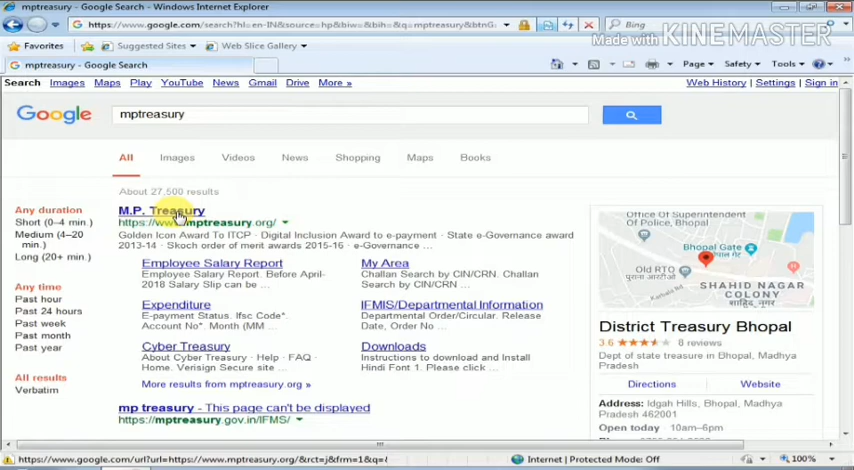 mptreasury - Google Search - Windows Internet Explorer
https://www.google.com/search?hl=en-IN&source=hp&biw=&bih=&q=mptreasury&btnG:
Bing
Made with KINEMASTER
Favorites
Suggested Sites
Web Slice Gallery
mptreasury - Google Search
Page
Safety
Tools
Search Images Maps Play YouTube News Gmail Drive More »
Web History | Settings | Sign in
Google
mptreasury
All Images Videos News Shopping Maps Books
About 27,500 results
Any duration
Short (0–4 min.)
Medium (4–20
min.)
Long (20+ min.)
Any time
Past hour
Past 24 hours
Past week
Past month
Past year
All results
Verbatim
M.P. Treasury
https://www.mptreasury.org/
Golden Icon Award To ITCP · Digital Inclusion Award to e-payment · State e-Governance award
2013-14 · Skoch order of merit awards 2015-16 · e-Governance ...
Employee Salary Report
Employee Salary Report. Before April-
2018 Salary Slip can be ...
My Area
Challan Search by CIN/CRN. Challan
Search by CIN/CRN.
Expenditure
E-payment Status. Ifsc Code*.
Account No*. Month (MM ...
IFMIS/Departmental Information
Departmental Order/Circular. Release
Date, Order No ...
Cyber Treasury
About Cyber Treasury · Help · FAQ ·
Home. Verisign Secure site ...
Downloads
Instructions to download and Install
Hindi Font 1. Please click ...
More results from mptreasury.org »
mp treasury - This page can't be displayed
https://mptreasury.gov.in/IFMS/
Office Of Superintendent
Of Police, Bhopal
Bhopal Gate
Old RTO
पुराना आरटीओ
SHAHID NAGAR
COLONY
District Treasury Bhopal
3.6 ★★★★ 8 reviews
Dept of state treasure in Bhopal, Madhya
Pradesh
Directions
Website
Address: Idgah Hills, Bhopal, Madhya
Pradesh 462001
Open today · 10am–6pm
https://www.google.com/url?url=https://www.mptreasury.org/&rct=j&frm=1&q=&
Internet | Protected Mode: Off
100%